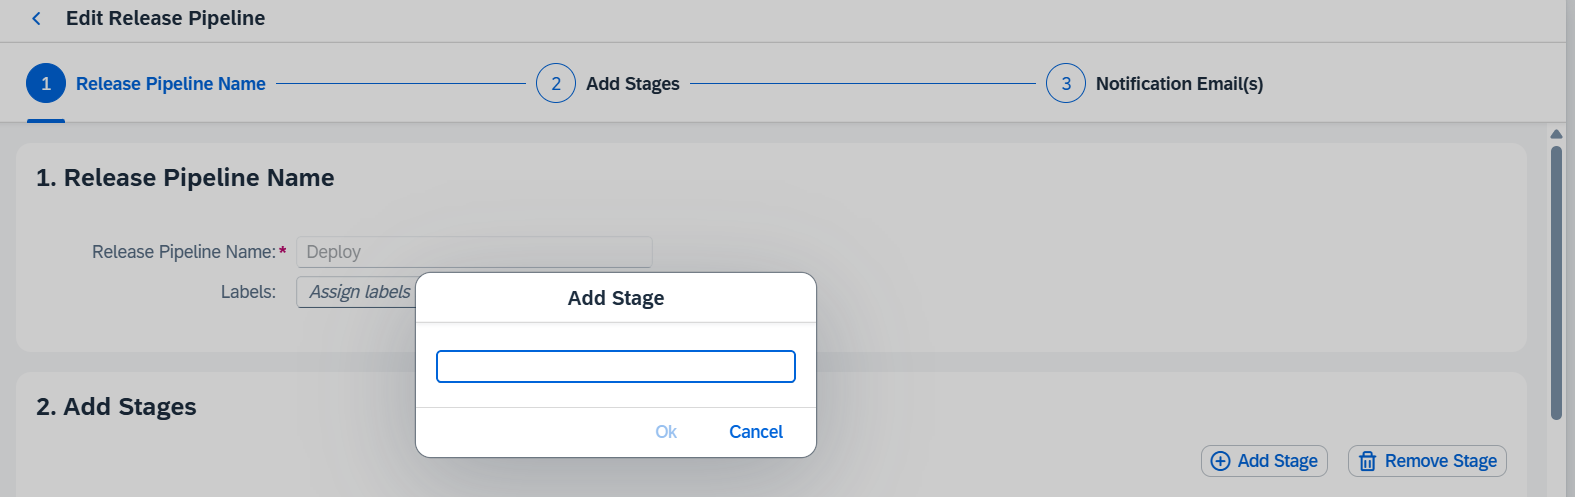 Edit Release Pipeline
1 Release Pipeline Name 2 Add Stages 3 Notification Email(s)
1. Release Pipeline Name
Release Pipeline Name:* Deploy
Labels: Assign labels
Add Stage
Ok Cancel
2. Add Stages
Add Stage Remove Stage